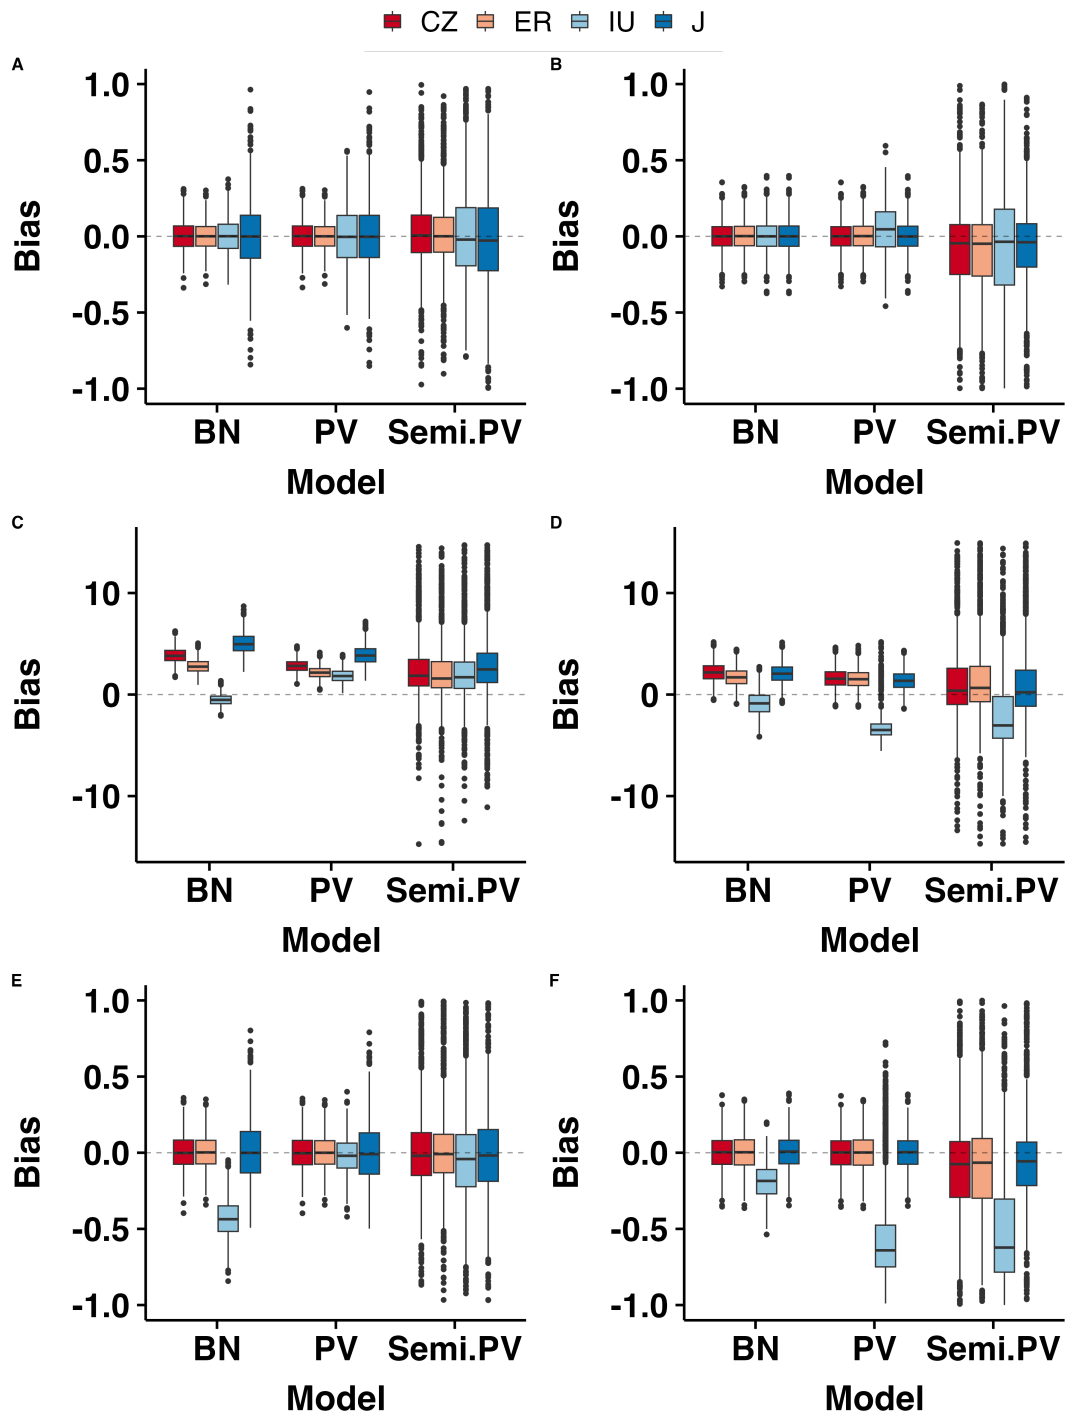 CZ ER IU J
A
1.0
0.5
0.0
-0.5
-1.0
Bias
BN PV Semi.PV
Model
B
1.0
0.5
0.0
-0.5
-1.0
Bias
BN PV Semi.PV
Model
C
10
0
-10
Bias
BN PV Semi.PV
Model
D
10
0
-10
Bias
BN PV Semi.PV
Model
E
1.0
0.5
0.0
-0.5
-1.0
Bias
BN PV Semi.PV
Model
F
1.0
0.5
0.0
-0.5
-1.0
Bias
BN PV Semi.PV
Model